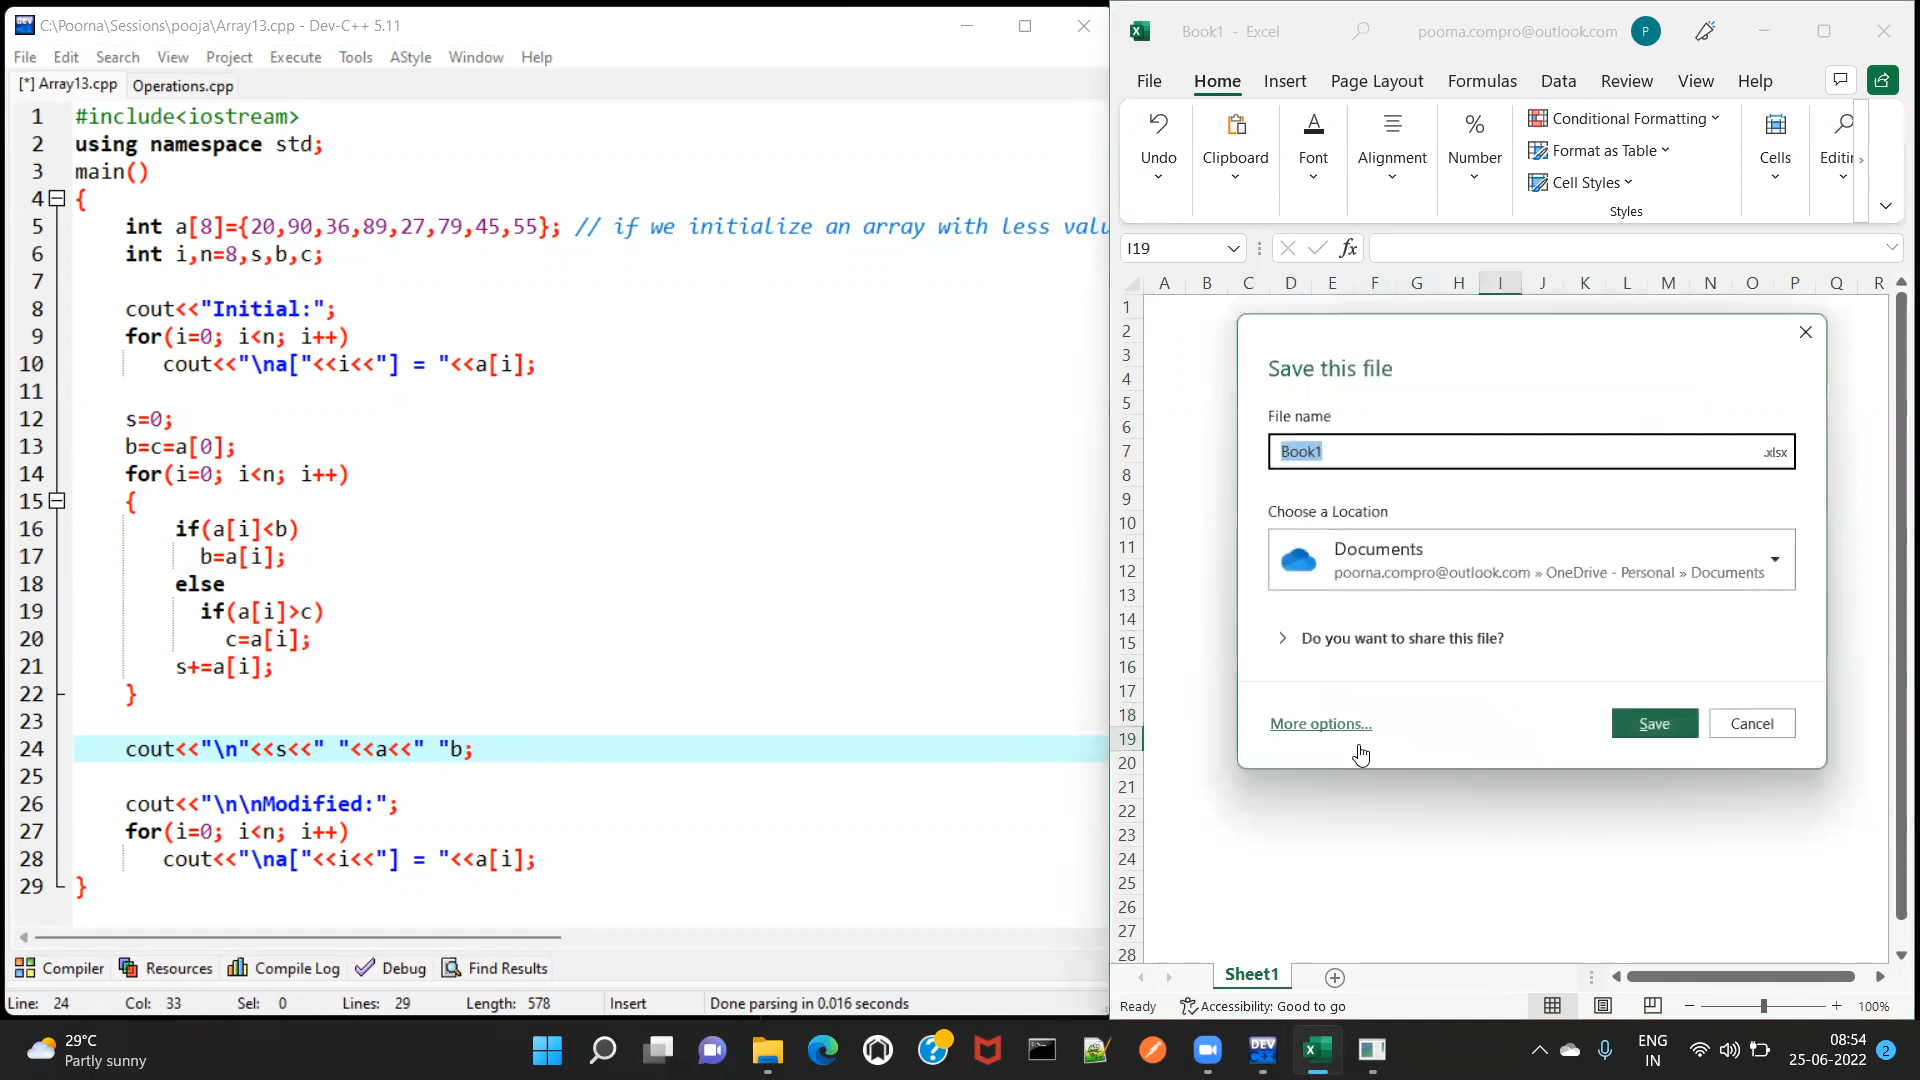 C:\Poorna\Sessions\pooja\Array13.cpp - Dev-C++ 5.11
File Edit Search View Project Execute Tools AStyle Window Help
[*] Array13.cpp Operations.cpp
1 #include<iostream>
2 using namespace std;
3 main()
4 {
5 int a[8]={20,90,36,89,27,79,45,55}; // if we initialize an array with less valu
6 int i,n=8,s,b,c;
7
8 cout<<"Initial:";
9 for(i=0; i<n; i++)
10 cout<<"\na["<<i<<"] = "<<a[i];
11
12 s=0;
13 b=c=a[0];
14 for(i=0; i<n; i++)
15 {
16 if(a[i]<b)
17 b=a[i];
18 else
19 if(a[i]>c)
20 c=a[i];
21 s+=a[i];
22 }
23
24 cout<<"\n"<<s<<" "<<a<<" "b;
25
26 cout<<"\n\nModified:";
27 for(i=0; i<n; i++)
28 cout<<"\na["<<i<<"] = "<<a[i];
29 }
Compiler Resources Compile Log Debug Find Results
Line: 24 Col: 33 Sel: 0 Lines: 29 Length: 578 Insert Done parsing in 0.016 seconds
Book1 - Excel poorna.compro@outlook.com P
File Home Insert Page Layout Formulas Data Review View Help
Undo Clipboard Font Alignment Number Cells Editin
Conditional Formatting
Format as Table
Cell Styles
Styles
I19 fx
A B C D E F G H I J K L M N O P Q R
1
2
3
4
5
6
7
8
9
10
11
12
13
14
15
16
17
18
19
20
21
22
23
24
25
26
27
28
Save this file
File name
Book1 .xlsx
Choose a Location
Documents
poorna.compro@outlook.com » OneDrive - Personal » Documents
Do you want to share this file?
More options... Save Cancel
Sheet1
Ready Accessibility: Good to go 100%
29°C
Partly sunny
DEV
ENG
IN
08:54
25-06-2022
2